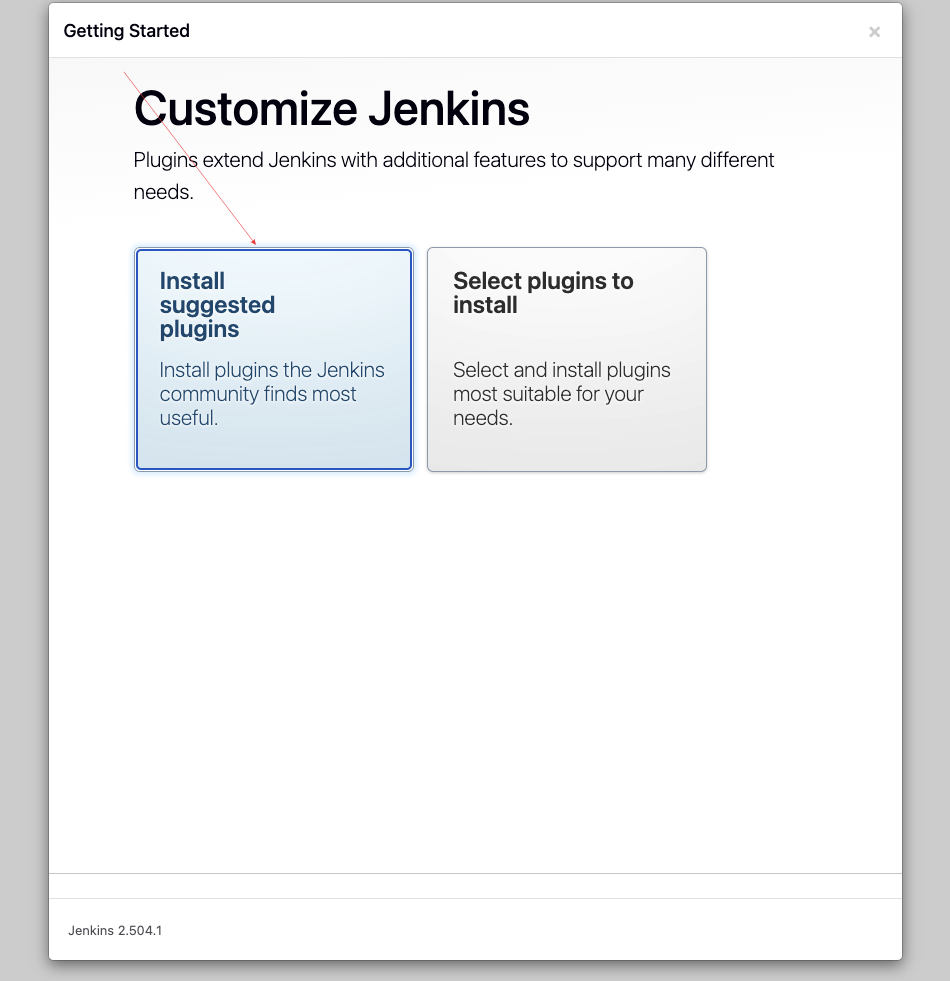 Getting Started
×
Customize Jenkins
Plugins extend Jenkins with additional features to support many different
needs.
Install
suggested
plugins
Install plugins the Jenkins
community finds most
useful.
Select plugins to
install
Select and install plugins
most suitable for your
needs.
Jenkins 2.504.1